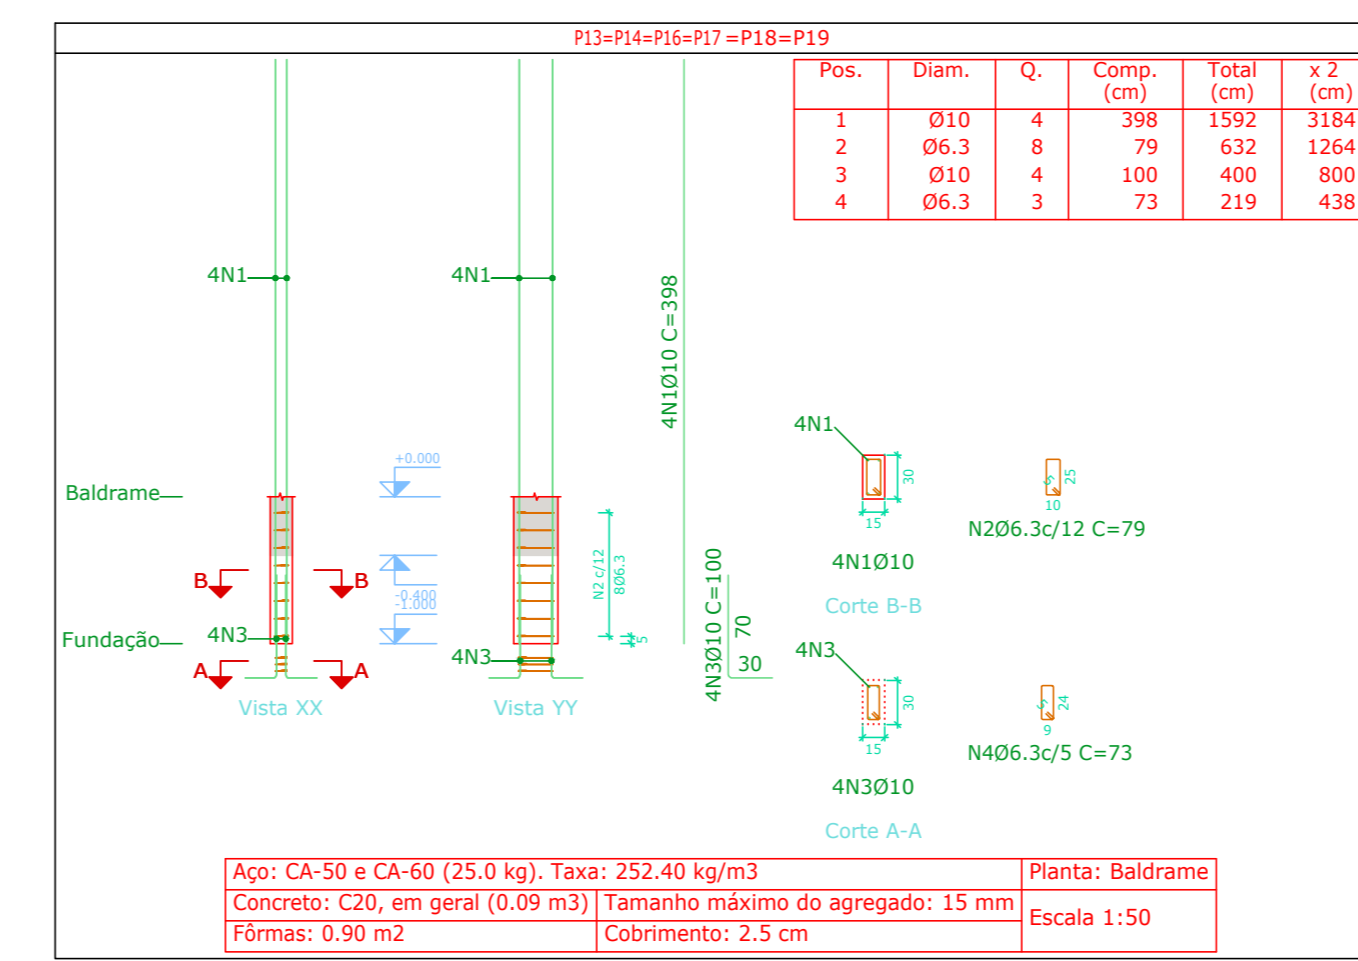 P13=P14=P16=P17=P18=P19
Pos. Diam. Q. Comp. (cm) Total (cm) x 2 (cm)
1 Ø10 4 398 1592 3184
2 Ø6.3 8 79 632 1264
3 Ø10 4 100 400 800
4 Ø6.3 3 73 219 438
4N1
4N1
4N1Ø10 C=398
4N1
+0.000
Baldrame
30
25
5
10
15
N2Ø6.3c/12 C=79
N2 c/12
8Ø6.3
4N1Ø10
B B
-0.400
-1.000
Corte B-B
Fundação
4N3
5
4N3
4N3Ø10 C=100
70
30
4N3
A A
Vista XX
Vista YY
30
24
5
9
15
N4Ø6.3c/5 C=73
4N3Ø10
Corte A-A
Aço: CA-50 e CA-60 (25.0 kg). Taxa: 252.40 kg/m3
Planta: Baldrame
Concreto: C20, em geral (0.09 m3)
Tamanho máximo do agregado: 15 mm
Escala 1:50
Fôrmas: 0.90 m2
Cobrimento: 2.5 cm